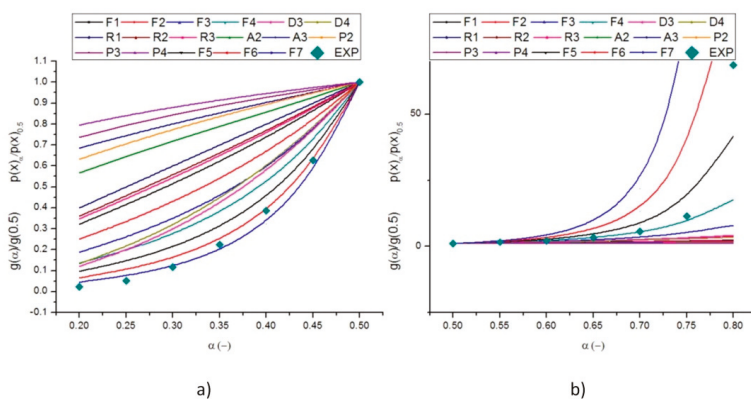 F1 F2 F3 F4 D3 D4
R1 R2 R3 A2 A3 P2
P3 P4 F5 F6 F7 EXP
1.1
1.0
0.9
0.8
0.7
0.6
0.5
0.4
0.3
0.2
0.1
0.0
-0.1
g(α)/g(0.5) p(x)α/p(x)0.5
0.20 0.25 0.30 0.35 0.40 0.45 0.50
α (–)
a)
F1 F2 F3 F4 D3 D4
R1 R2 R3 A2 A3 P2
P3 P4 F5 F6 F7 EXP
50
0
g(α)/g(0.5) p(x)α/p(x)0.5
0.50 0.55 0.60 0.65 0.70 0.75 0.80
α (–)
b)